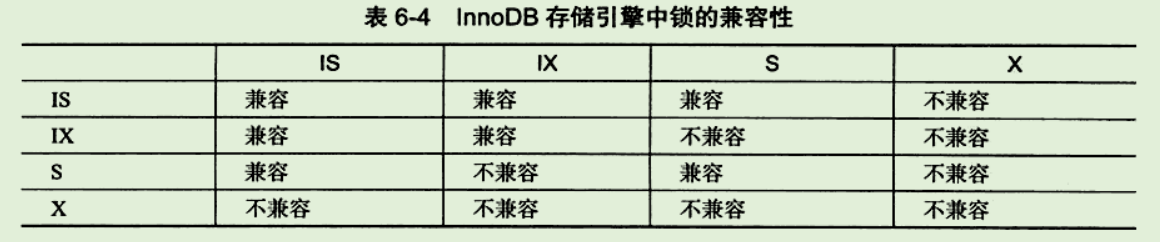 表 6-4 InnoDB 存储引擎中锁的兼容性
IS IX S X
IS 兼容 兼容 兼容 不兼容
IX 兼容 兼容 不兼容 不兼容
S 兼容 不兼容 兼容 不兼容
X 不兼容 不兼容 不兼容 不兼容